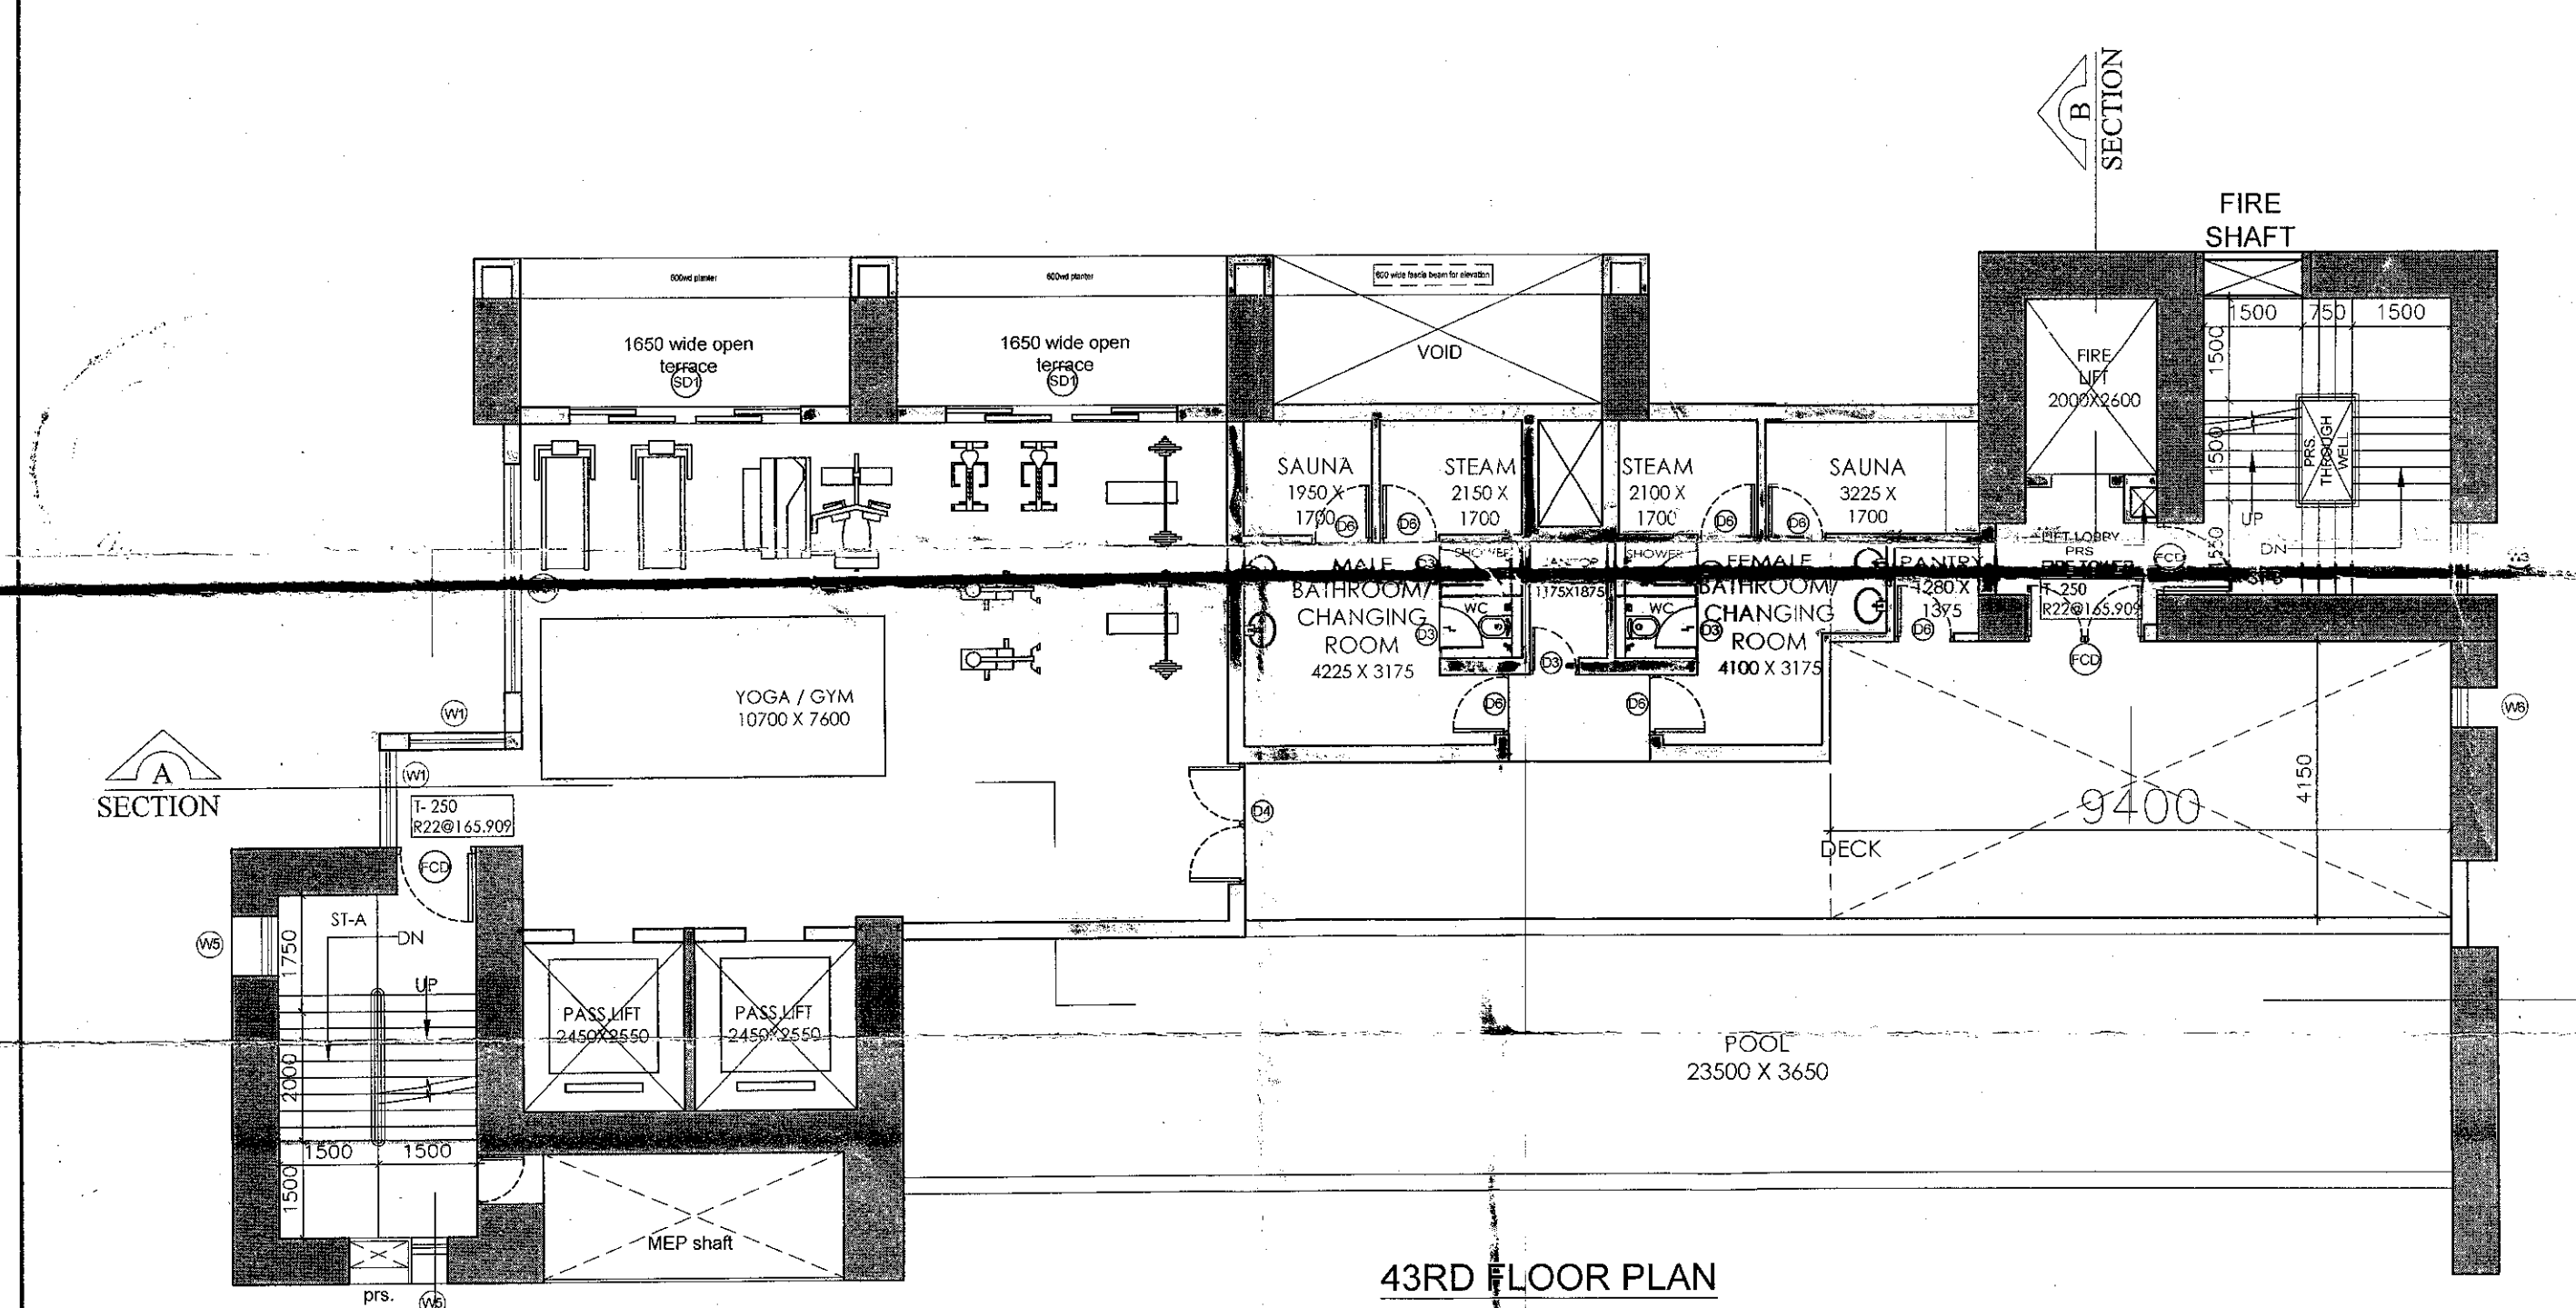 B
SECTION
FIRE
SHAFT
600wd planter
600wd planter
600 wide fascia beam for elevation
1650 wide open
terrace
SD1
1650 wide open
terrace
SD1
VOID
FIRE
LIFT
2000X2600
1500
750
1500
1500
1500
1550
PRS.
THROUGH
WELL
UP
DN
SAUNA
1950 X
1700
D6
STEAM
2150 X
1700
D6
STEAM
2100 X
1700
D6
SAUNA
3225 X
1700
D6
SHOWER
D3
SHOWER
MALE
BATHROOM/
CHANGING
ROOM
4225 X 3175
WC
D3
1175X1875
D3
WC
D3
FEMALE
BATHROOM/
CHANGING
ROOM
4100 X 3175
PANTRY
1280 X
1375
D6
LIFT LOBBY
PRS
FIRE TOWER
T- 250
R22@165.909
FCD
FCD
W6
YOGA / GYM
10700 X 7600
W1
W1
D6
D6
A
SECTION
T- 250
R22@165.909
FCD
D4
9400
4150
DECK
W5
ST-A
DN
UP
1750
2000
1500
1500
1500
PASS.LIFT
2450X2550
PASS.LIFT
2450X2550
POOL
23500 X 3650
MEP shaft
prs.
W5
43RD FLOOR PLAN